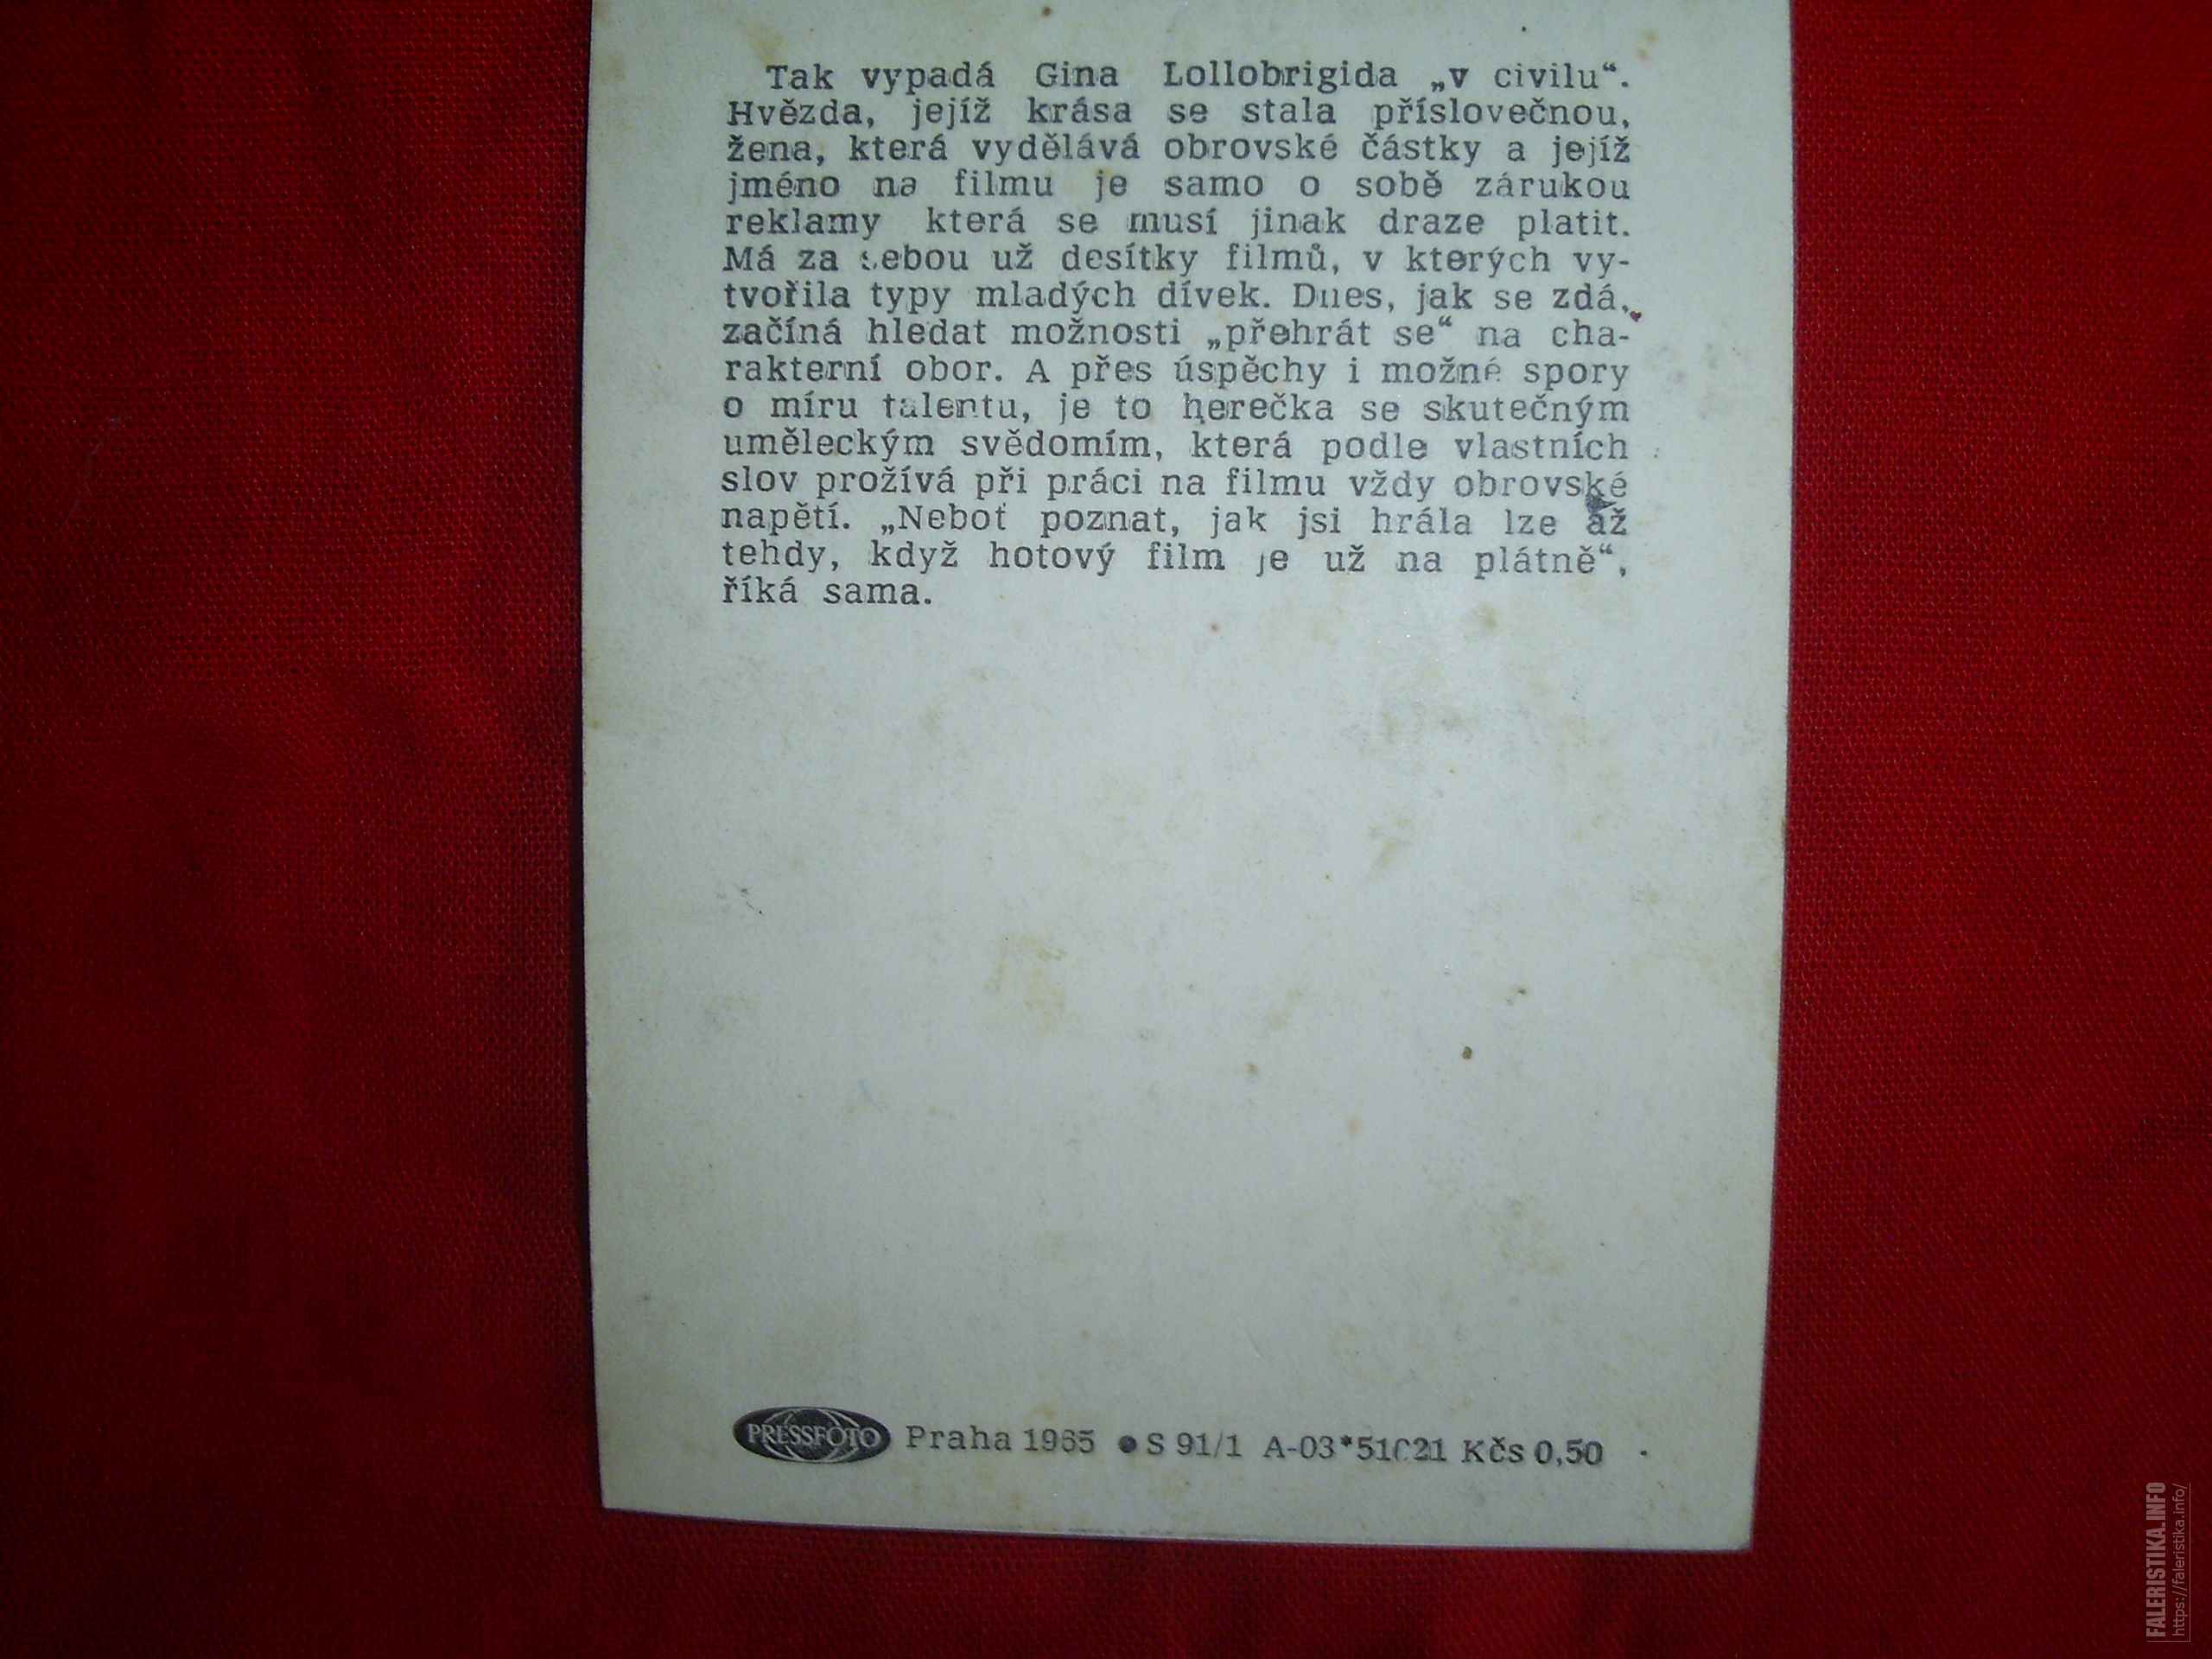 Tak vypadá Gina Lollobrigida „v civilu“.
Hvězda, jejíž krása se stala příslovečnou,
žena, která vydělává obrovské částky a jejíž
jméno na filmu je samo o sobě zárukou
reklamy která se musí jinak draze platit.
Má za sebou už desítky filmů, v kterých vy-
tvořila typy mladých dívek. Dnes, jak se zdá,
začíná hledat možnosti „přehrát se“ na cha-
rakterní obor. A přes úspěchy i možné spory
o míru talentu, je to herečka se skutečným
uměleckým svědomím, která podle vlastních
slov prožívá při práci na filmu vždy obrovské
napětí. „Neboť poznat, jak jsi hrála lze až
tehdy, když hotový film je už na plátně“,
říká sama.
PRESSFOTO Praha 1965 ● S 91/1 A-03*51021 Kčs 0,50
FALERISTIKA.INFO
https://faleristika.info/